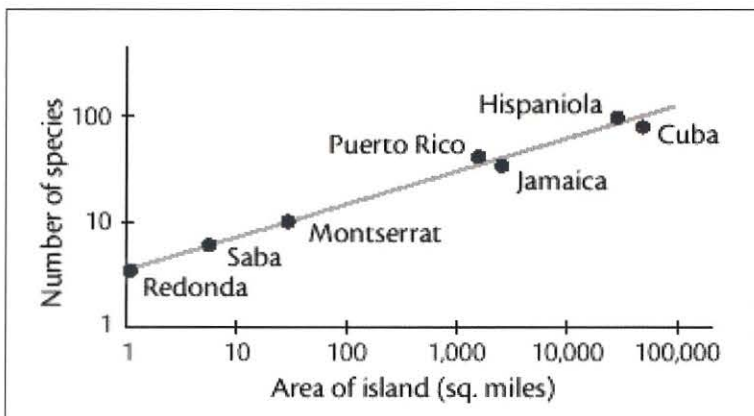 Number of species
100
10
1
Hispaniola
Cuba
Puerto Rico
Jamaica
Montserrat
Saba
Redonda
1 10 100 1,000 10,000 100,000
Area of island (sq. miles)